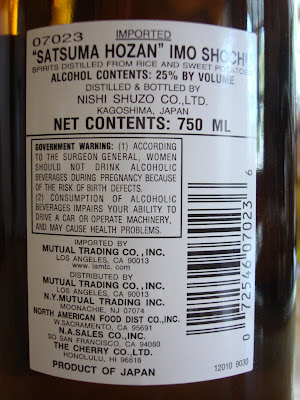 07023
IMPORTED
"SATSUMA HOZAN" IMO SHOCHU
SPIRITS DISTILLED FROM RICE AND SWEET POTATOES
ALCOHOL CONTENTS: 25% BY VOLUME
DISTILLED & BOTTLED BY
NISHI SHUZO CO.,LTD.
KAGOSHIMA, JAPAN
NET CONTENTS: 750 ML
GOVERNMENT WARNING: (1) ACCORDING
TO THE SURGEON GENERAL, WOMEN
SHOULD NOT DRINK ALCOHOLIC
BEVERAGES DURING PREGNANCY BECAUSE
OF THE RISK OF BIRTH DEFECTS.
(2) CONSUMPTION OF ALCOHOLIC
BEVERAGES IMPAIRS YOUR ABILITY TO
DRIVE A CAR OR OPERATE MACHINERY,
AND MAY CAUSE HEALTH PROBLEMS.
IMPORTED BY
MUTUAL TRADING CO., INC.
LOS ANGELES, CA 90013
www.lamtc.com
DISTRIBUTED BY
MUTUAL TRADING CO., INC.
LOS ANGELES, CA 90013
N.Y.MUTUAL TRADING INC.
MOONACHIE, NJ 07074
NORTH AMERICAN FOOD DIST CO., INC.
W.SACRAMENTO, CA 95691
N.A.SALES CO.,INC.
SO SAN FRANCISCO, CA 94080
THE CHERRY CO.,LTD.
HONOLULU, HI 96818
PRODUCT OF JAPAN
0 72546 07023 6
12010 9030